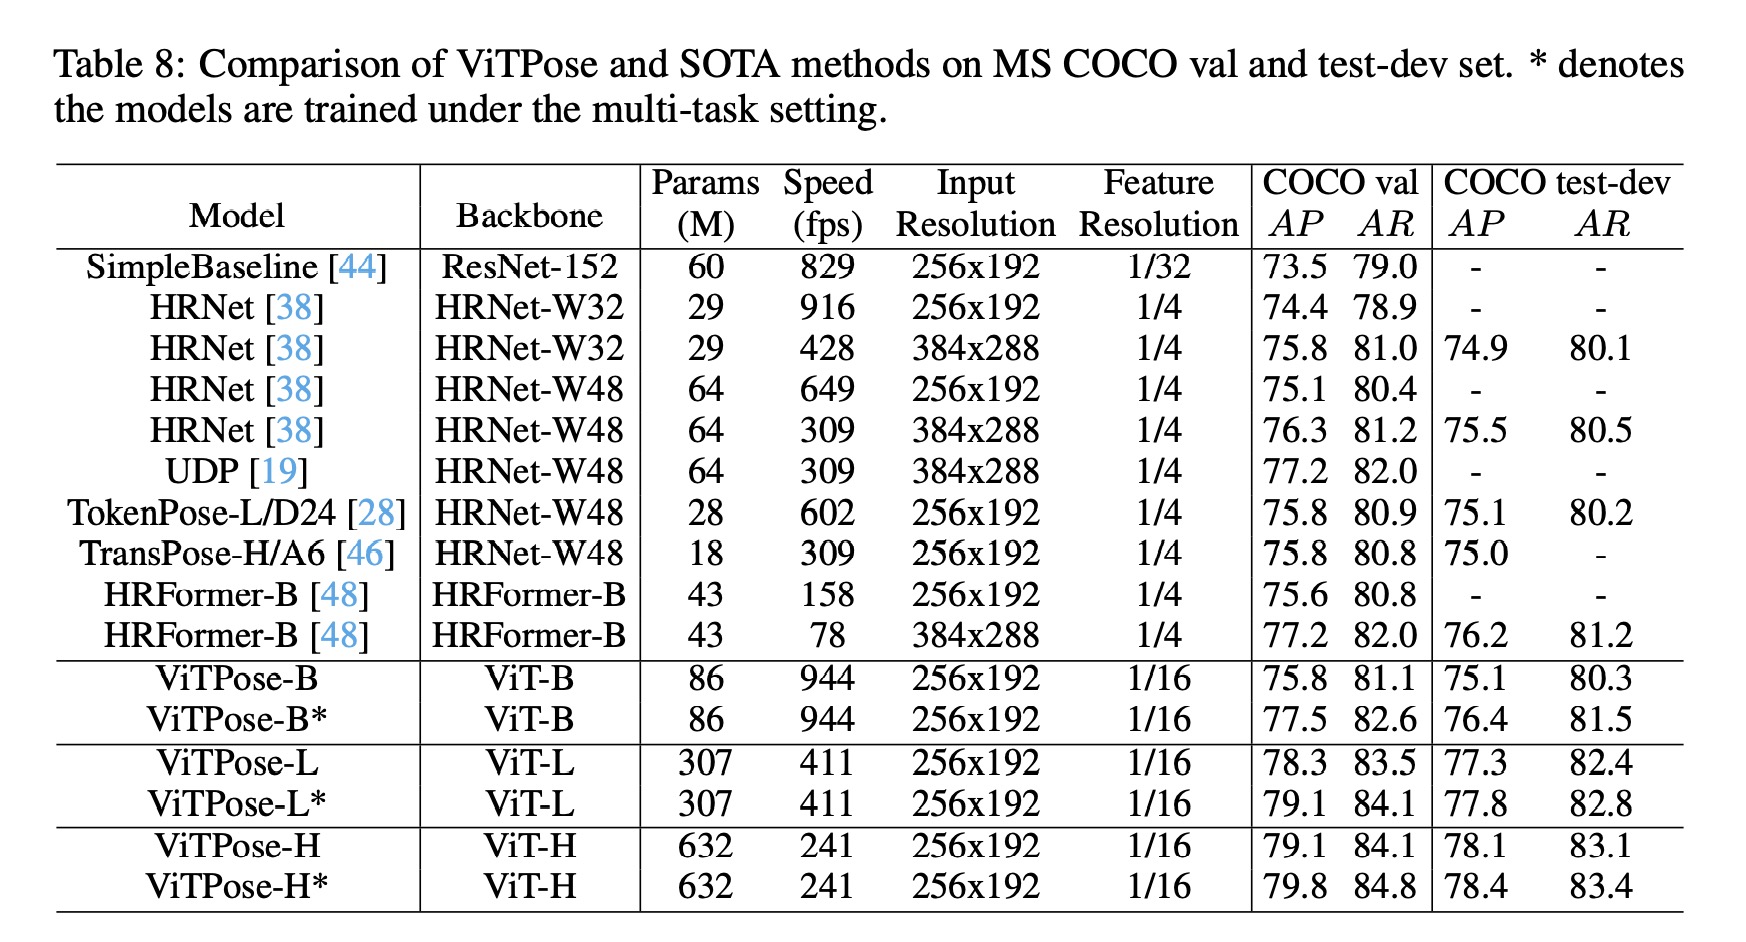 Table 8: Comparison of ViTPose and SOTA methods on MS COCO val and test-dev set. * denotes
the models are trained under the multi-task setting.
Model Backbone Params (M) Speed (fps) Input Resolution Feature Resolution COCO val AP AR COCO test-dev AP AR
SimpleBaseline [44] ResNet-152 60 829 256x192 1/32 73.5 79.0 - -
HRNet [38] HRNet-W32 29 916 256x192 1/4 74.4 78.9 - -
HRNet [38] HRNet-W32 29 428 384x288 1/4 75.8 81.0 74.9 80.1
HRNet [38] HRNet-W48 64 649 256x192 1/4 75.1 80.4 - -
HRNet [38] HRNet-W48 64 309 384x288 1/4 76.3 81.2 75.5 80.5
UDP [19] HRNet-W48 64 309 384x288 1/4 77.2 82.0 - -
TokenPose-L/D24 [28] HRNet-W48 28 602 256x192 1/4 75.8 80.9 75.1 80.2
TransPose-H/A6 [46] HRNet-W48 18 309 256x192 1/4 75.8 80.8 75.0 -
HRFormer-B [48] HRFormer-B 43 158 256x192 1/4 75.6 80.8 - -
HRFormer-B [48] HRFormer-B 43 78 384x288 1/4 77.2 82.0 76.2 81.2
ViTPose-B ViT-B 86 944 256x192 1/16 75.8 81.1 75.1 80.3
ViTPose-B* ViT-B 86 944 256x192 1/16 77.5 82.6 76.4 81.5
ViTPose-L ViT-L 307 411 256x192 1/16 78.3 83.5 77.3 82.4
ViTPose-L* ViT-L 307 411 256x192 1/16 79.1 84.1 77.8 82.8
ViTPose-H ViT-H 632 241 256x192 1/16 79.1 84.1 78.1 83.1
ViTPose-H* ViT-H 632 241 256x192 1/16 79.8 84.8 78.4 83.4